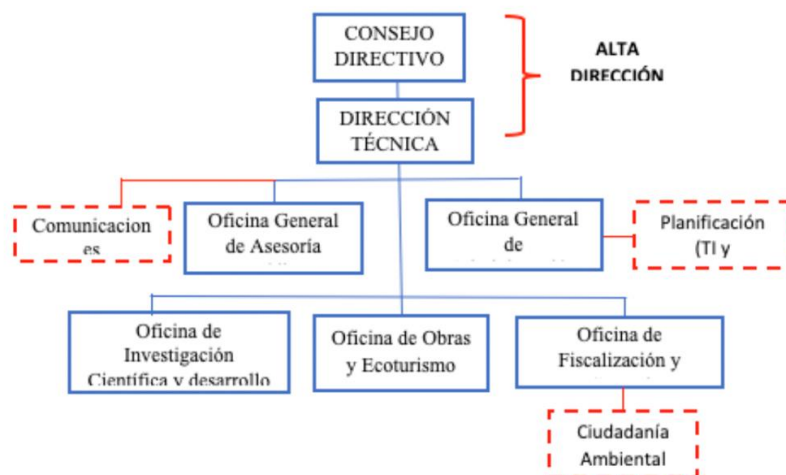 CONSEJO
DIRECTIVO
ALTA
DIRECCIÓN
DIRECCIÓN
TÉCNICA
Comunicacion
es
Oficina General
de Asesoría
Oficina General
de
Planificación
(TI y
Oficina de
Investigación
Científica y desarrollo
Oficina de Obras
y Ecoturismo
Oficina de
Fiscalización y
Ciudadanía
Ambiental